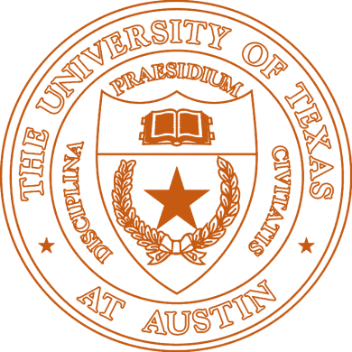 THE UNIVERSITY OF TEXAS
AT AUSTIN
DISCIPLINA
PRAESIDIUM
CIVITATIS